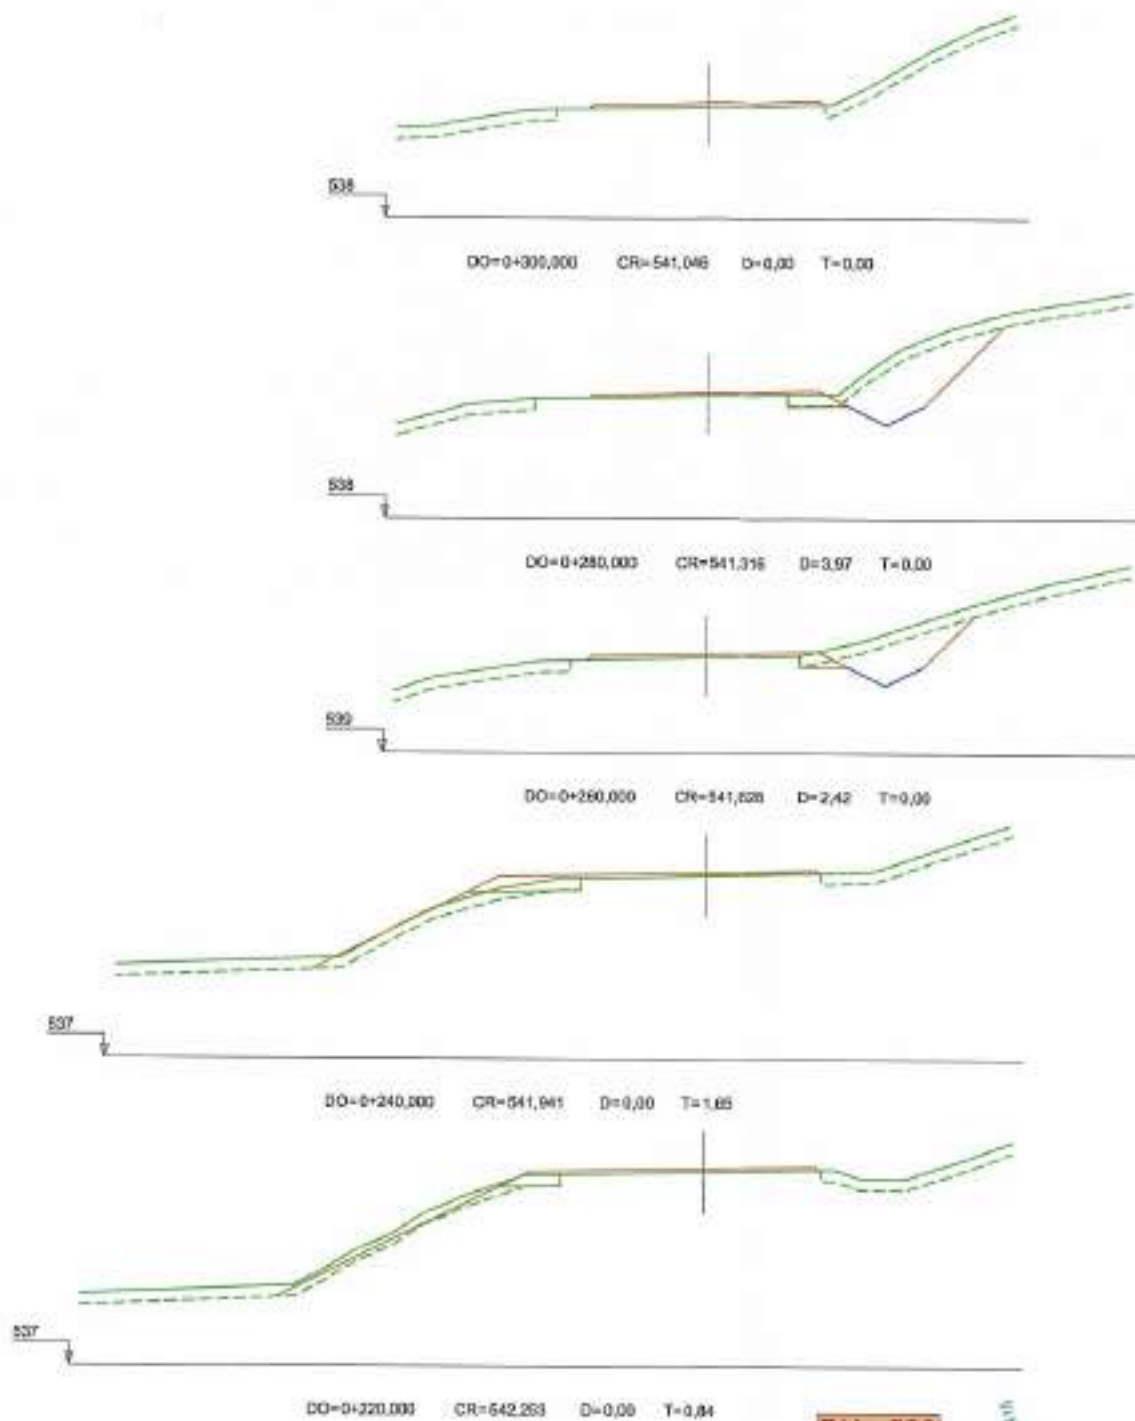 538
DO=0+300,000 CR=541,046 D=0,00 T=0,00
538
DO=0+280,000 CR=541,316 D=3,97 T=0,00
539
DO=0+260,000 CR=541,628 D=2,42 T=0,00
537
DO=0+240,000 CR=541,941 D=0,00 T=1,65
537
DO=0+220,000 CR=542,253 D=0,00 T=0,84